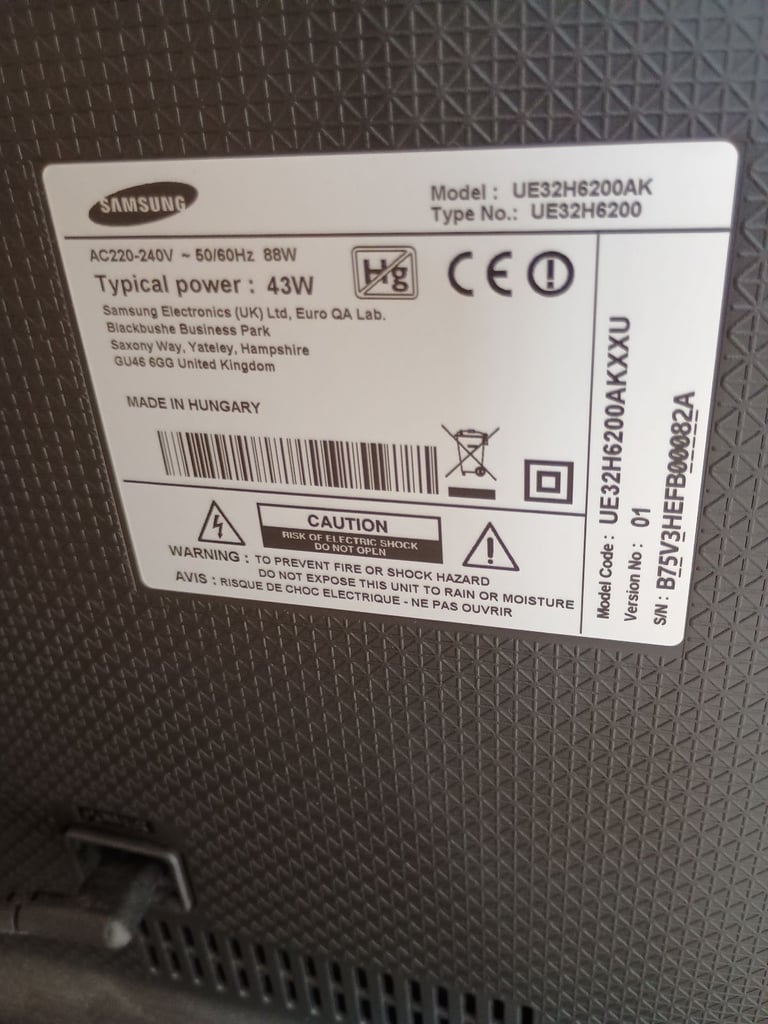 SAMSUNG
Model : UE32H6200AK
Type No.: UE32H6200
AC220-240V ~ 50/60Hz 88W
Typical power : 43W
Hg
CE
Samsung Electronics (UK) Ltd, Euro QA Lab.
Blackbushe Business Park
Saxony Way, Yateley, Hampshire
GU46 6GG United Kingdom
MADE IN HUNGARY
CAUTION
RISK OF ELECTRIC SHOCK
DO NOT OPEN
WARNING : TO PREVENT FIRE OR SHOCK HAZARD
DO NOT EXPOSE THIS UNIT TO RAIN OR MOISTURE
AVIS : RISQUE DE CHOC ELECTRIQUE - NE PAS OUVRIR
Model Code : UE32H6200AKXXU
Version No : 01
S/N : B75V3HEFB00082A